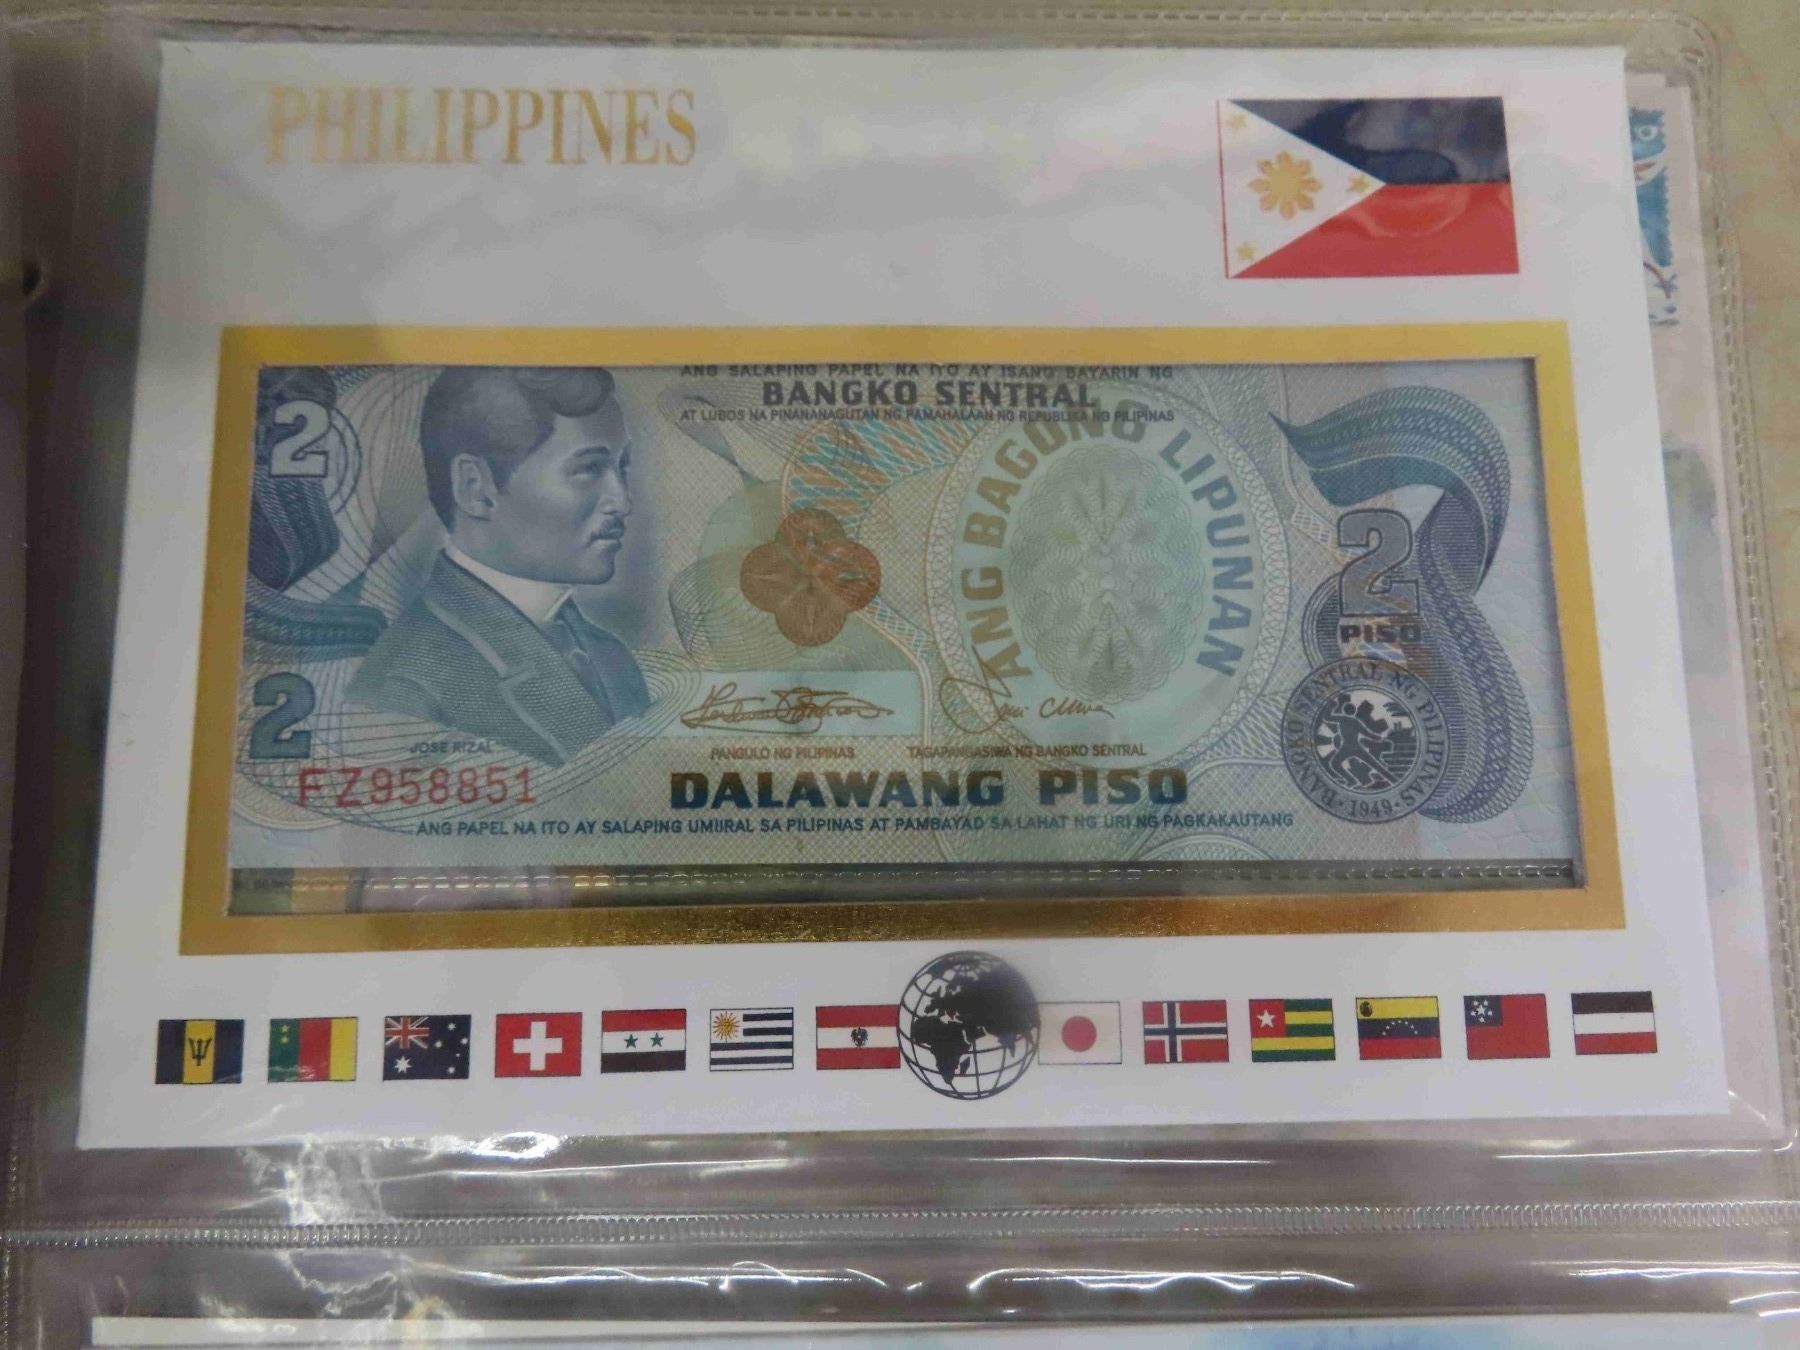 PHILIPPINES
ANG SALAPING PAPEL NA ITO AY ISANG BAYARIN NG
BANGKO SENTRAL
AT LUBOS NA PINANANAGUTAN NG PAMAHALAAN NG REPUBLIKA NG PILIPINAS
2
ANG BAGONG LIPUNAN
2
PISO
2
JOSE RIZAL
PANGULO NG PILIPINAS
TAGAPANGASIWA NG BANGKO SENTRAL
BANGKO SENTRAL NG PILIPINAS
· 1949 ·
FZ958851
DALAWANG PISO
ANG PAPEL NA ITO AY SALAPING UMIIRAL SA PILIPINAS AT PAMBAYAD SA LAHAT NG URI NG PAGKAKAUTANG